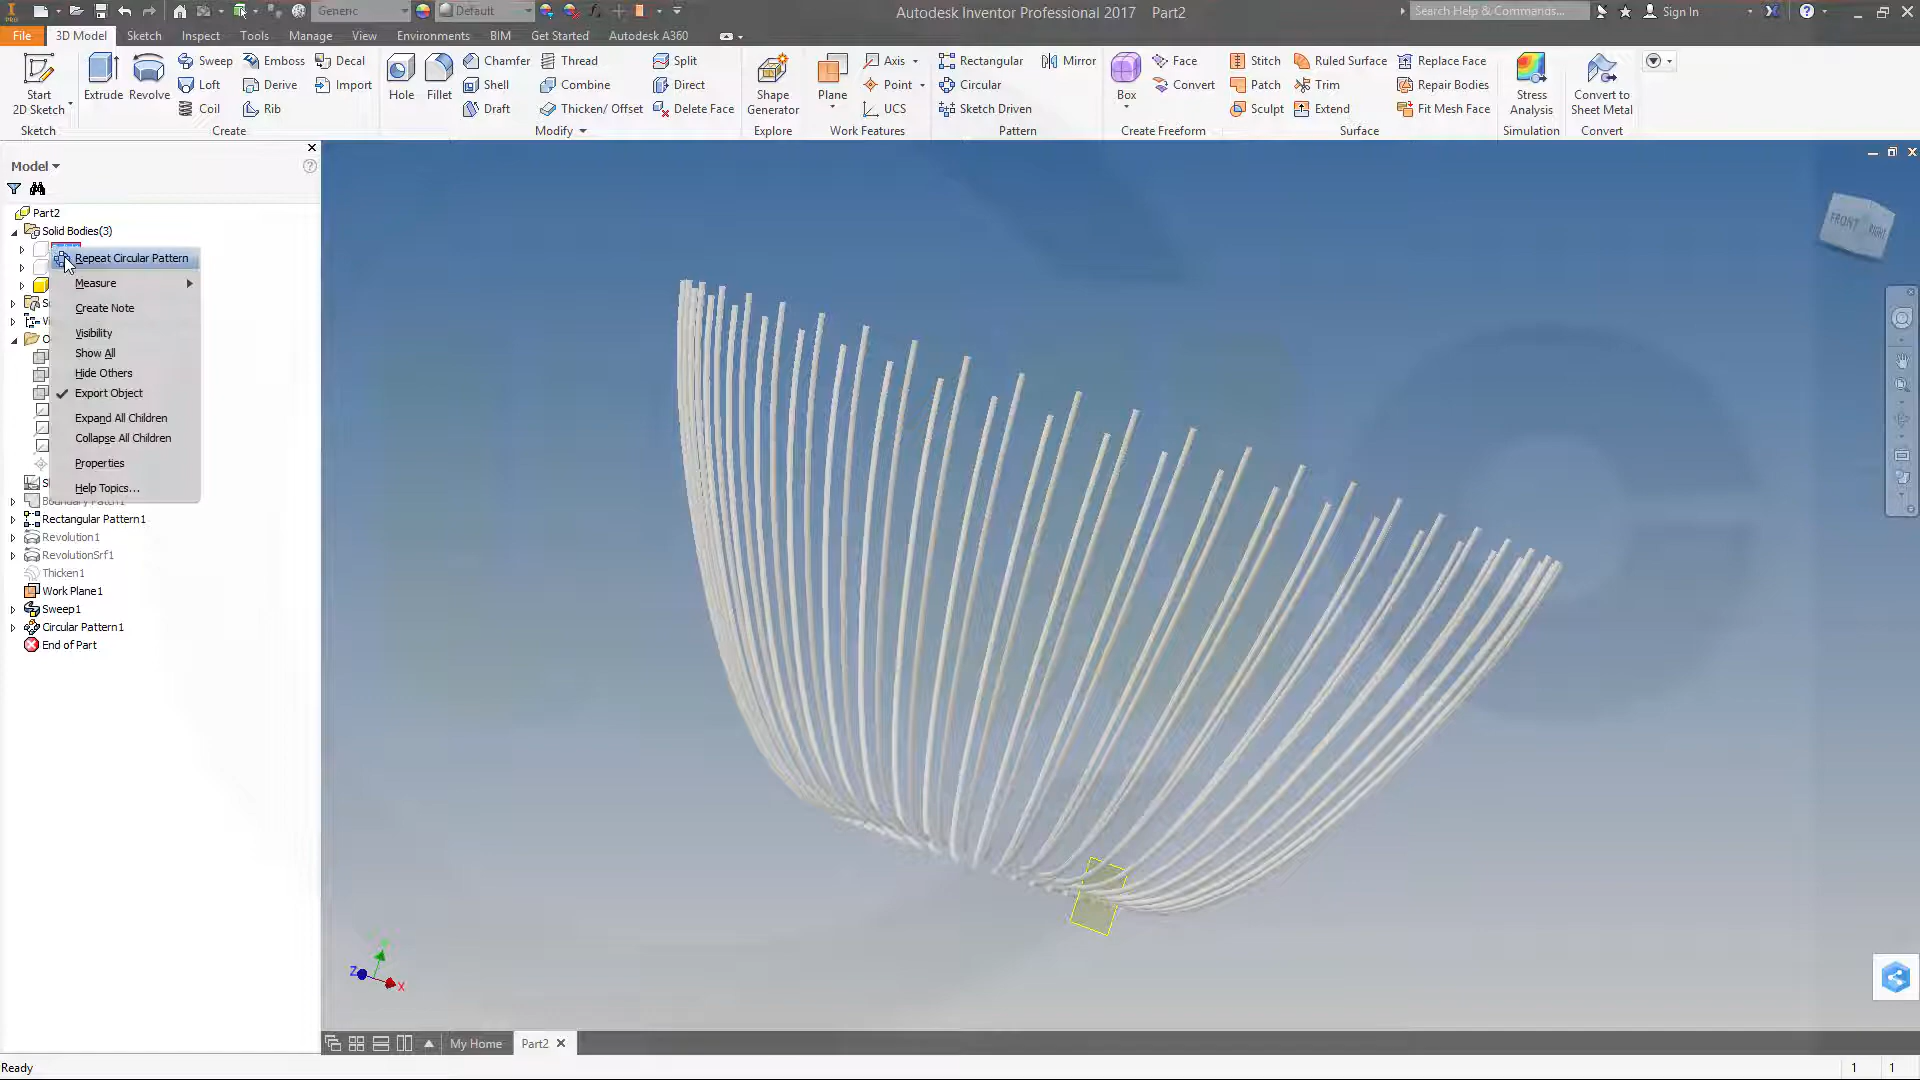 Generic
Default
Autodesk Inventor Professional 2017 Part2
Search Help & Commands...
Sign In
PRO
File
3D Model
Sketch
Inspect
Tools
Manage
View
Environments
BIM
Get Started
Autodesk A360
Start
2D Sketch
Sketch
Extrude
Revolve
Sweep
Loft
Coil
Emboss
Derive
Rib
Decal
Import
Create
Hole
Fillet
Chamfer
Shell
Draft
Thread
Combine
Thicken/ Offset
Split
Direct
Delete Face
Modify
Shape
Generator
Explore
Plane
Axis
Point
UCS
Work Features
Rectangular
Circular
Sketch Driven
Mirror
Pattern
Box
Face
Convert
Create Freeform
Stitch
Patch
Sculpt
Ruled Surface
Trim
Extend
Replace Face
Repair Bodies
Fit Mesh Face
Surface
Stress
Analysis
Simulation
Convert to
Sheet Metal
Convert
Model
Part2
Solid Bodies(3)
Repeat Circular Pattern
Measure
Create Note
Visibility
Show All
Hide Others
Export Object
Expand All Children
Collapse All Children
Properties
Help Topics...
Boundary Patch1
Rectangular Pattern1
Revolution1
RevolutionSrf1
Thicken1
Work Plane1
Sweep1
Circular Pattern1
End of Part
FRONT
RIGHT
Z
X
My Home
Part2
Ready
1
1